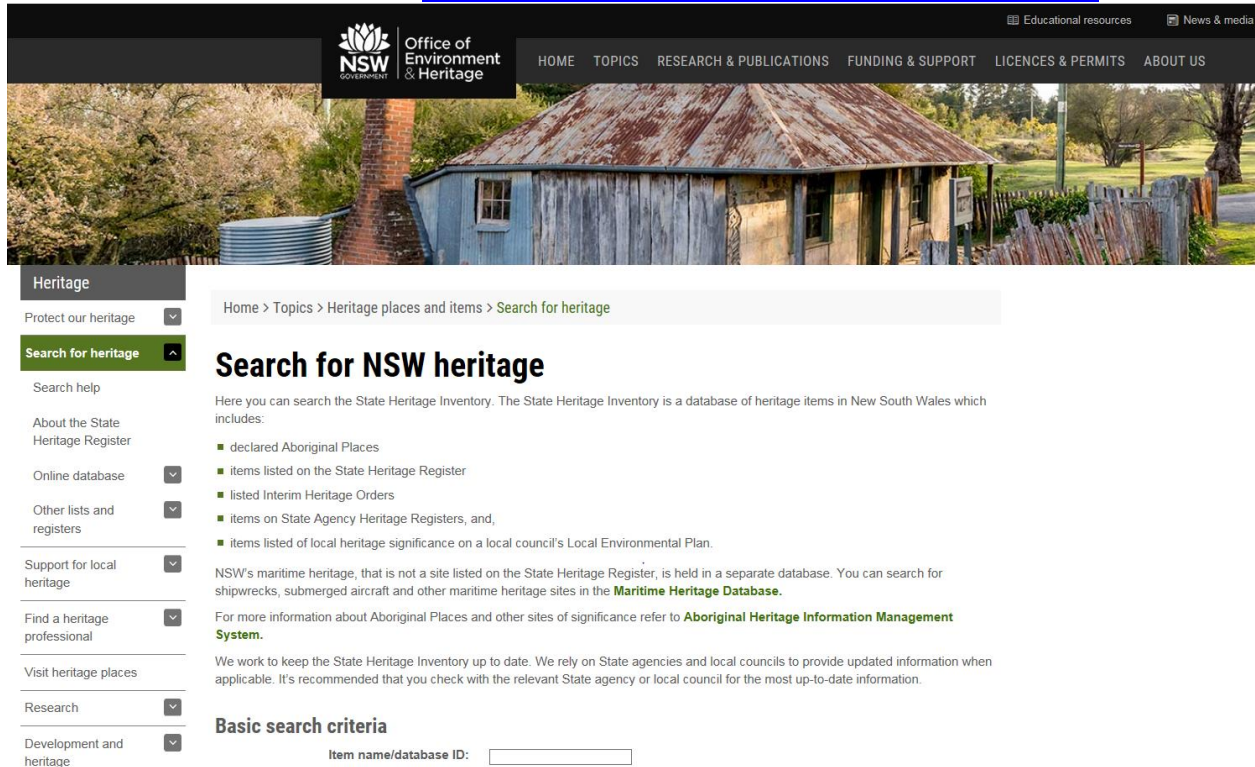 Educational resources
News & media
NSW
GOVERNMENT
Office of
Environment
& Heritage
HOME TOPICS RESEARCH & PUBLICATIONS FUNDING & SUPPORT LICENCES & PERMITS ABOUT US
Heritage
Protect our heritage
Search for heritage
Search help
About the State
Heritage Register
Online database
Other lists and
registers
Support for local
heritage
Find a heritage
professional
Visit heritage places
Research
Development and
heritage
Home > Topics > Heritage places and items > Search for heritage
Search for NSW heritage
Here you can search the State Heritage Inventory. The State Heritage Inventory is a database of heritage items in New South Wales which
includes:
declared Aboriginal Places
items listed on the State Heritage Register
listed Interim Heritage Orders
items on State Agency Heritage Registers, and,
items listed of local heritage significance on a local council's Local Environmental Plan.
NSW's maritime heritage, that is not a site listed on the State Heritage Register, is held in a separate database. You can search for
shipwrecks, submerged aircraft and other maritime heritage sites in the Maritime Heritage Database.
For more information about Aboriginal Places and other sites of significance refer to Aboriginal Heritage Information Management
System.
We work to keep the State Heritage Inventory up to date. We rely on State agencies and local councils to provide updated information when
applicable. It's recommended that you check with the relevant State agency or local council for the most up-to-date information.
Basic search criteria
Item name/database ID: